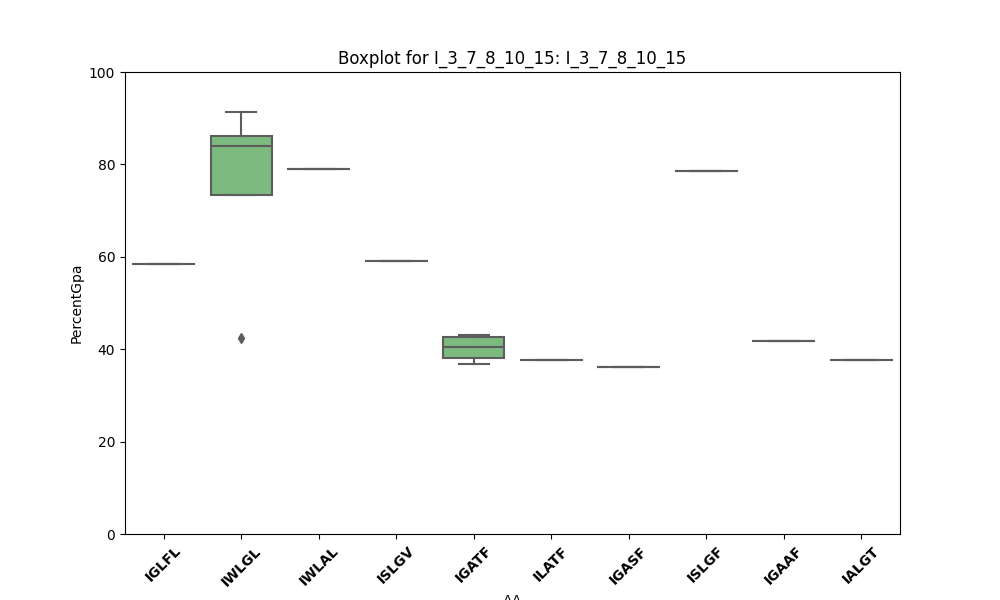 Boxplot for I_3_7_8_10_15: I_3_7_8_10_15
100
80
60
40
20
0
PercentGpa
IGLFL
IWLGL
IWLAL
ISLGV
IGATF
ILATF
IGASF
ISLGF
IGAAF
IALGT
AA